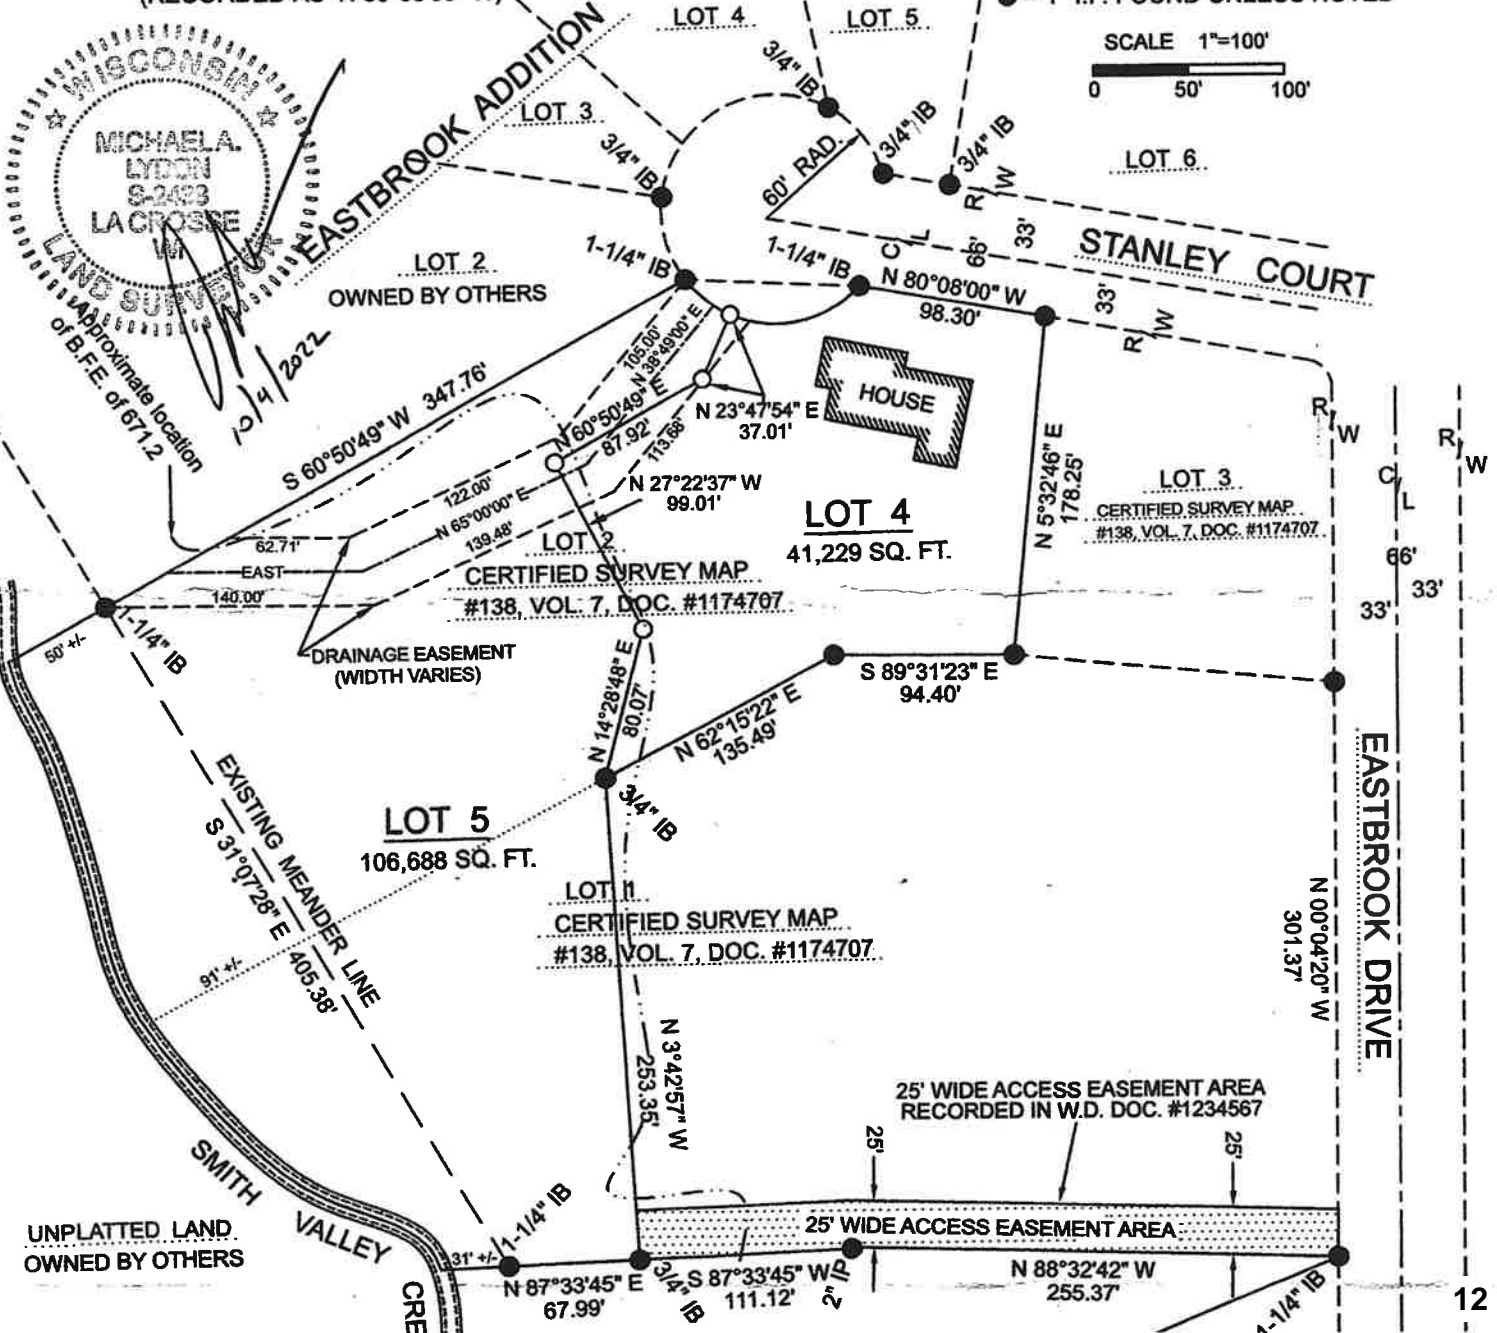 LOT 4
LOT 5
1" I.P. FOUND UNLESS NOTED
SCALE 1"=100'
0 50' 100'
WISCONSIN
MICHAEL A.
LYDON
S-2423
LA CROSSE
WI
LAND SURVEYOR
10/4/2022
EASTBROOK ADDITION
LOT 3
3/4" IB
3/4" IB
3/4" IB
3/4" IB
60' RAD.
LOT 6
R/W
33'
66'
C/L
STANLEY COURT
33'
R/W
LOT 2
OWNED BY OTHERS
1-1/4" IB
1-1/4" IB
N 80°08'00" W
98.30'
Approximate location
of B.F.E. of 671.2
S 60°50'49" W 347.76'
105.00'
N 38°49'00" E
N 60°50'49" E
87.92'
113.68'
N 23°47'54" E
37.01'
HOUSE
N 5°32'46" E
178.25'
R/W
R/W
C/L
66'
33'
33'
LOT 3
CERTIFIED SURVEY MAP
#138, VOL. 7, DOC. #1174707
N 27°22'37" W
99.01'
LOT 4
41,229 SQ. FT.
122.00'
N 65°00'00" E
139.48'
62.71'
EAST
140.00'
LOT 2
CERTIFIED SURVEY MAP
#138, VOL. 7, DOC. #1174707
1-1/4" IB
50' +/-
DRAINAGE EASEMENT
(WIDTH VARIES)
N 14°28'48" E
80.07'
N 62°15'22" E
135.49'
S 89°31'23" E
94.40'
3/4" IB
EXISTING MEANDER LINE
S 31°07'28" E 405.38'
LOT 5
106,688 SQ. FT.
LOT 1
CERTIFIED SURVEY MAP
#138, VOL. 7, DOC. #1174707
91' +/-
N 3°42'57" W
253.35'
N 00°04'20" W
301.37'
EASTBROOK DRIVE
25' WIDE ACCESS EASEMENT AREA
RECORDED IN W.D. DOC. #1234567
25'
25'
25' WIDE ACCESS EASEMENT AREA
SMITH VALLEY
UNPLATTED LAND
OWNED BY OTHERS
31' +/-
1-1/4" IB
N 87°33'45" E
67.99'
3/4" IB
S 87°33'45" W
111.12'
2" IP
N 88°32'42" W
255.37'
1-1/4" IB
12